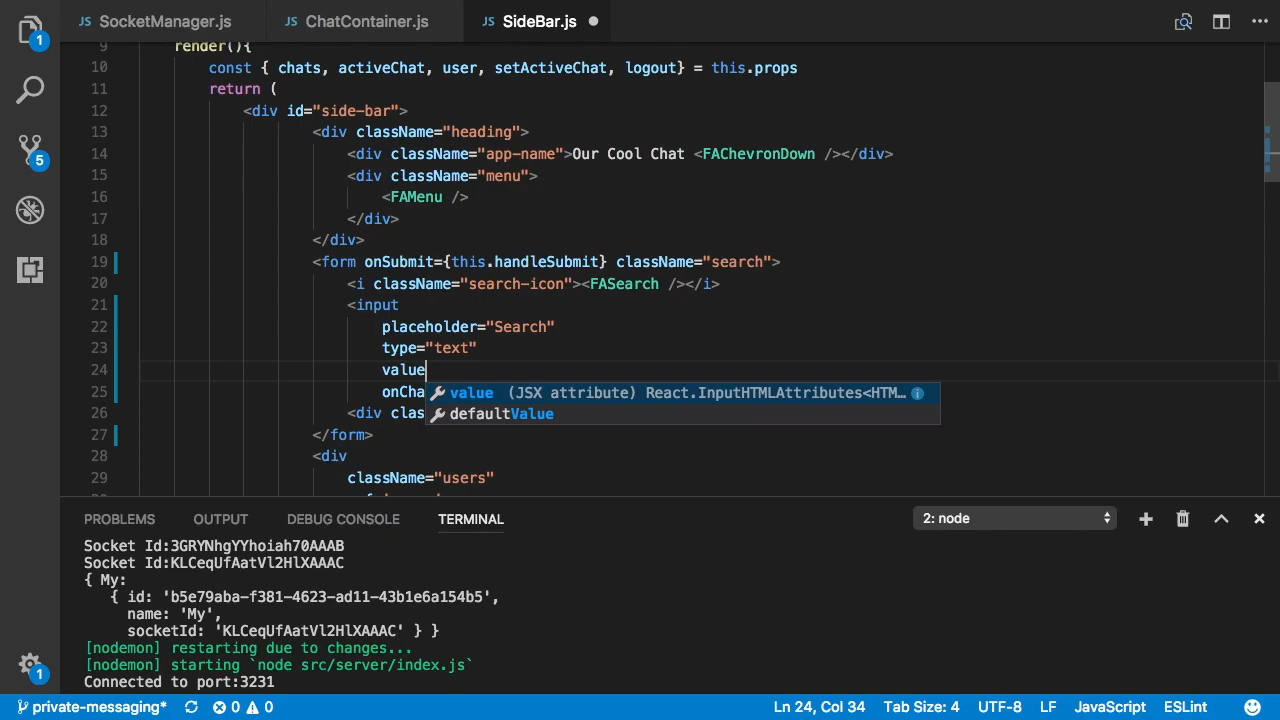 JS SocketManager.js JS ChatContainer.js JS SideBar.js
1
5
1
9 render(){
10 const { chats, activeChat, user, setActiveChat, logout} = this.props
11 return (
12 <div id="side-bar">
13 <div className="heading">
14 <div className="app-name">Our Cool Chat <FAChevronDown /></div>
15 <div className="menu">
16 <FAMenu />
17 </div>
18 </div>
19 <form onSubmit={this.handleSubmit} className="search">
20 <i className="search-icon"><FASearch /></i>
21 <input
22 placeholder="Search"
23 type="text"
24 value
25 onCha value (JSX attribute) React.InputHTMLAttributes<HTM…
26 <div clas defaultValue
27 </form>
28 <div
29 className="users"
PROBLEMS OUTPUT DEBUG CONSOLE TERMINAL 2: node
Socket Id:3GRYNhgYYhoiah70AAAB
Socket Id:KLCeqUfAatVl2HlXAAAC
{ My:
{ id: 'b5e79aba-f381-4623-ad11-43b1e6a154b5',
name: 'My',
socketId: 'KLCeqUfAatVl2HlXAAAC' } }
[nodemon] restarting due to changes...
[nodemon] starting `node src/server/index.js`
Connected to port:3231
private-messaging* 0 0 Ln 24, Col 34 Tab Size: 4 UTF-8 LF JavaScript ESLint